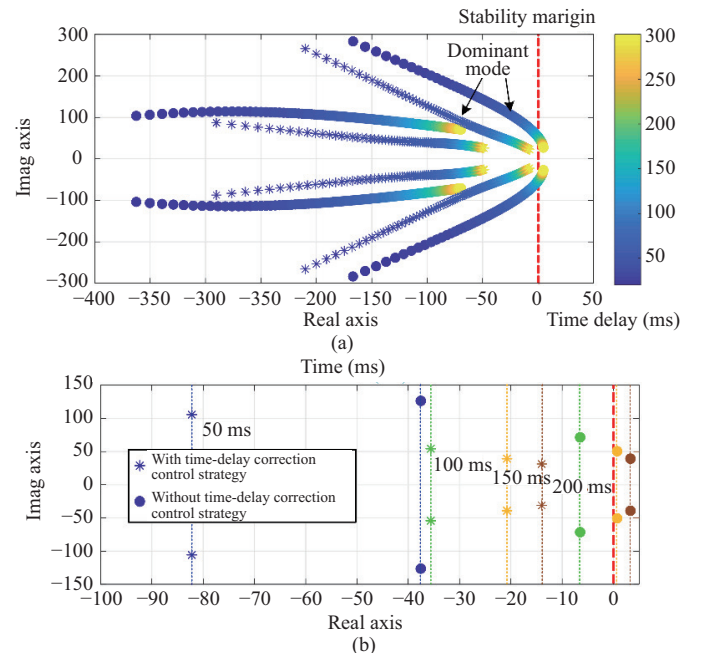 Stability marigin
300
200
100
0
−100
−200
−300
Imag axis
Dominant
mode
300
250
200
150
100
50
−400
−350
−300
−250
−200
−150
−100
−50
0
50
Real axis
Time delay (ms)
(a)
Time (ms)
150
100
50
0
−50
−100
−150
Imag axis
50 ms
With time-delay correction
control strategy
Without time-delay correction
control strategy
100 ms
150 ms
200 ms
−100
−90
−80
−70
−60
−50
−40
−30
−20
−10
0
Real axis
(b)